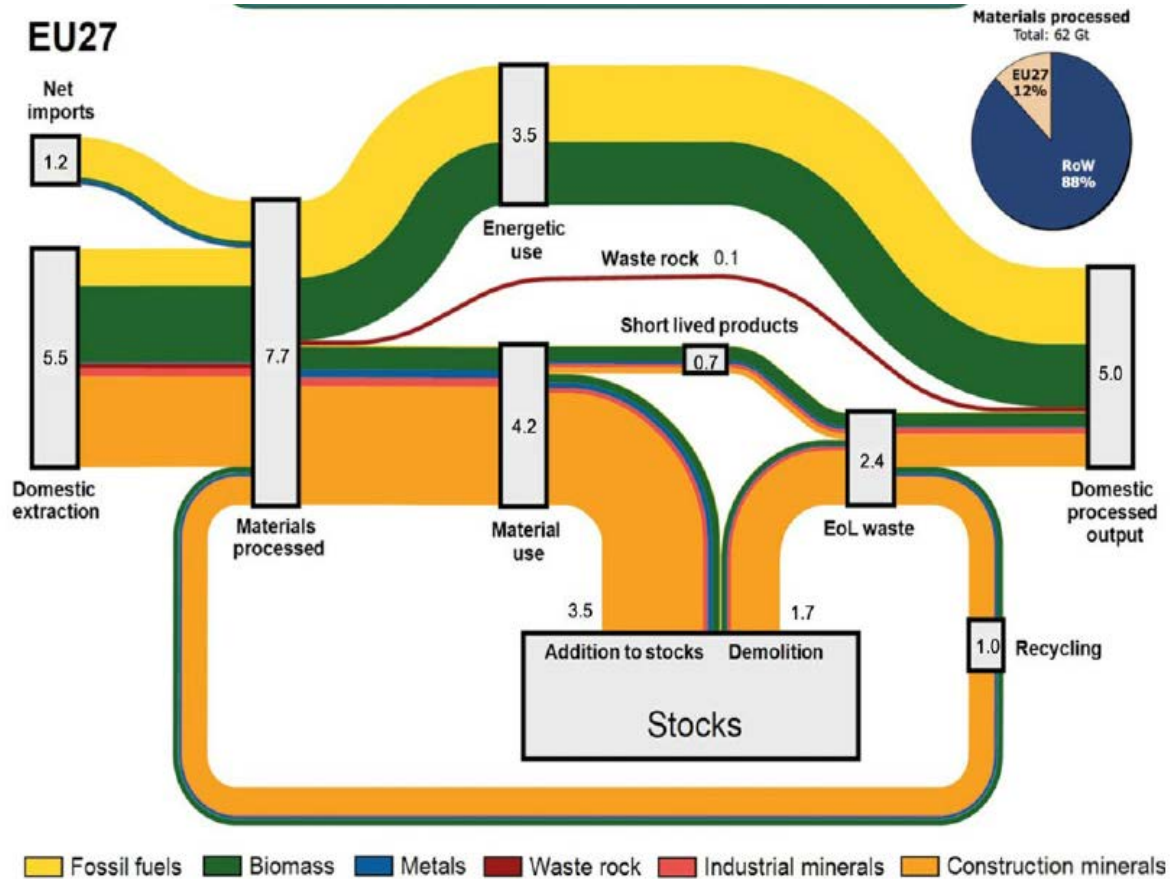 EU27
Materials processed
Total: 62 Gt
EU27
12%
RoW
88%
Net
imports
1.2
3.5
Energetic
use
Waste rock 0.1
Short lived products
0.7
5.5
Domestic
extraction
7.7
Materials
processed
4.2
Material
use
2.4
EoL waste
5.0
Domestic
processed
output
3.5
1.7
Addition to stocks
Demolition
Stocks
1.0
Recycling
Fossil fuels
Biomass
Metals
Waste rock
Industrial minerals
Construction minerals